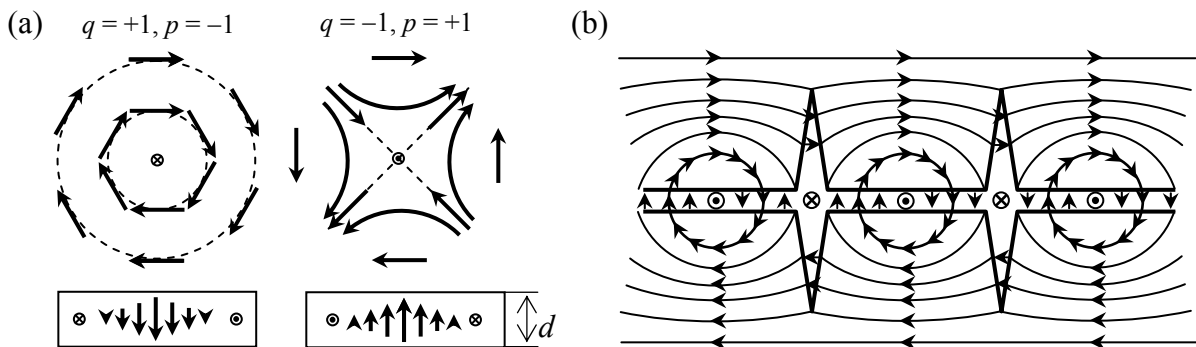 (a)
q = +1, p = –1
q = –1, p = +1
d
(b)